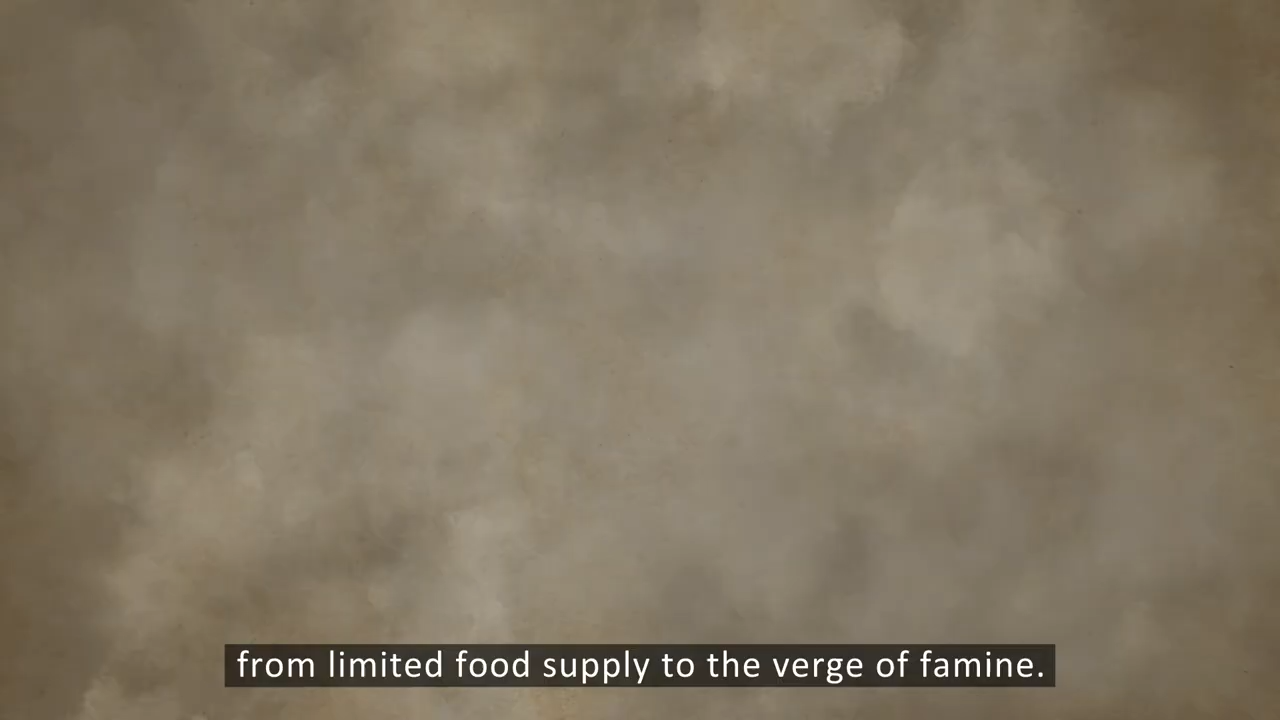 from limited food supply to the verge of famine.